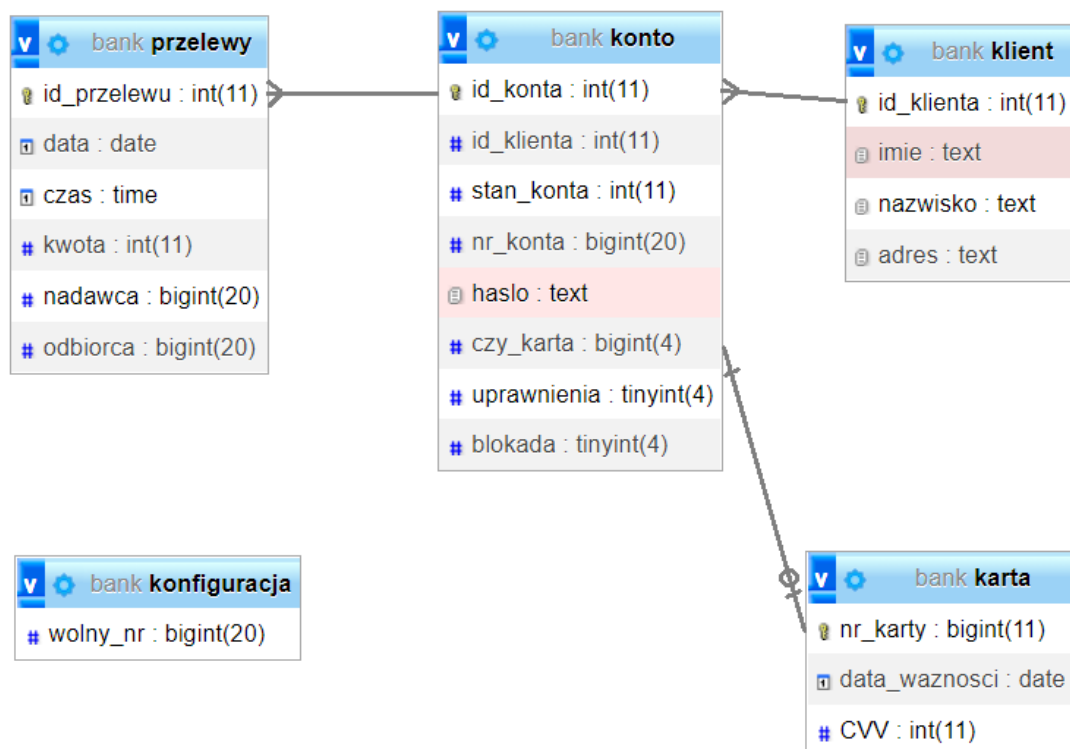 v bank przelewy
id_przelewu : int(11)
data : date
czas : time
kwota : int(11)
nadawca : bigint(20)
odbiorca : bigint(20)
v bank konto
id_konta : int(11)
id_klienta : int(11)
stan_konta : int(11)
nr_konta : bigint(20)
haslo : text
czy_karta : bigint(4)
uprawnienia : tinyint(4)
blokada : tinyint(4)
v bank klient
id_klienta : int(11)
imie : text
nazwisko : text
adres : text
v bank konfiguracja
wolny_nr : bigint(20)
v bank karta
nr_karty : bigint(11)
data_waznosci : date
CVV : int(11)